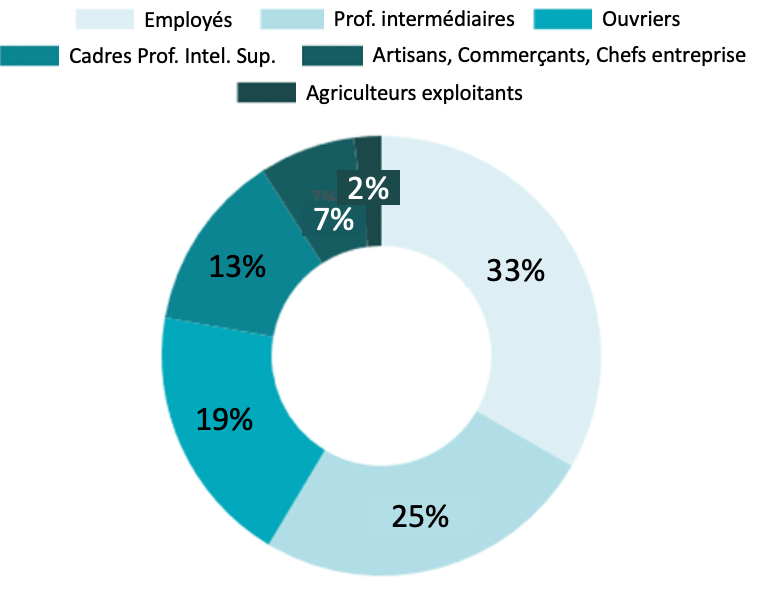 Employés Prof. intermédiaires Ouvriers
Cadres Prof. Intel. Sup. Artisans, Commerçants, Chefs entreprise
Agriculteurs exploitants
2%
7%
13%
33%
19%
25%